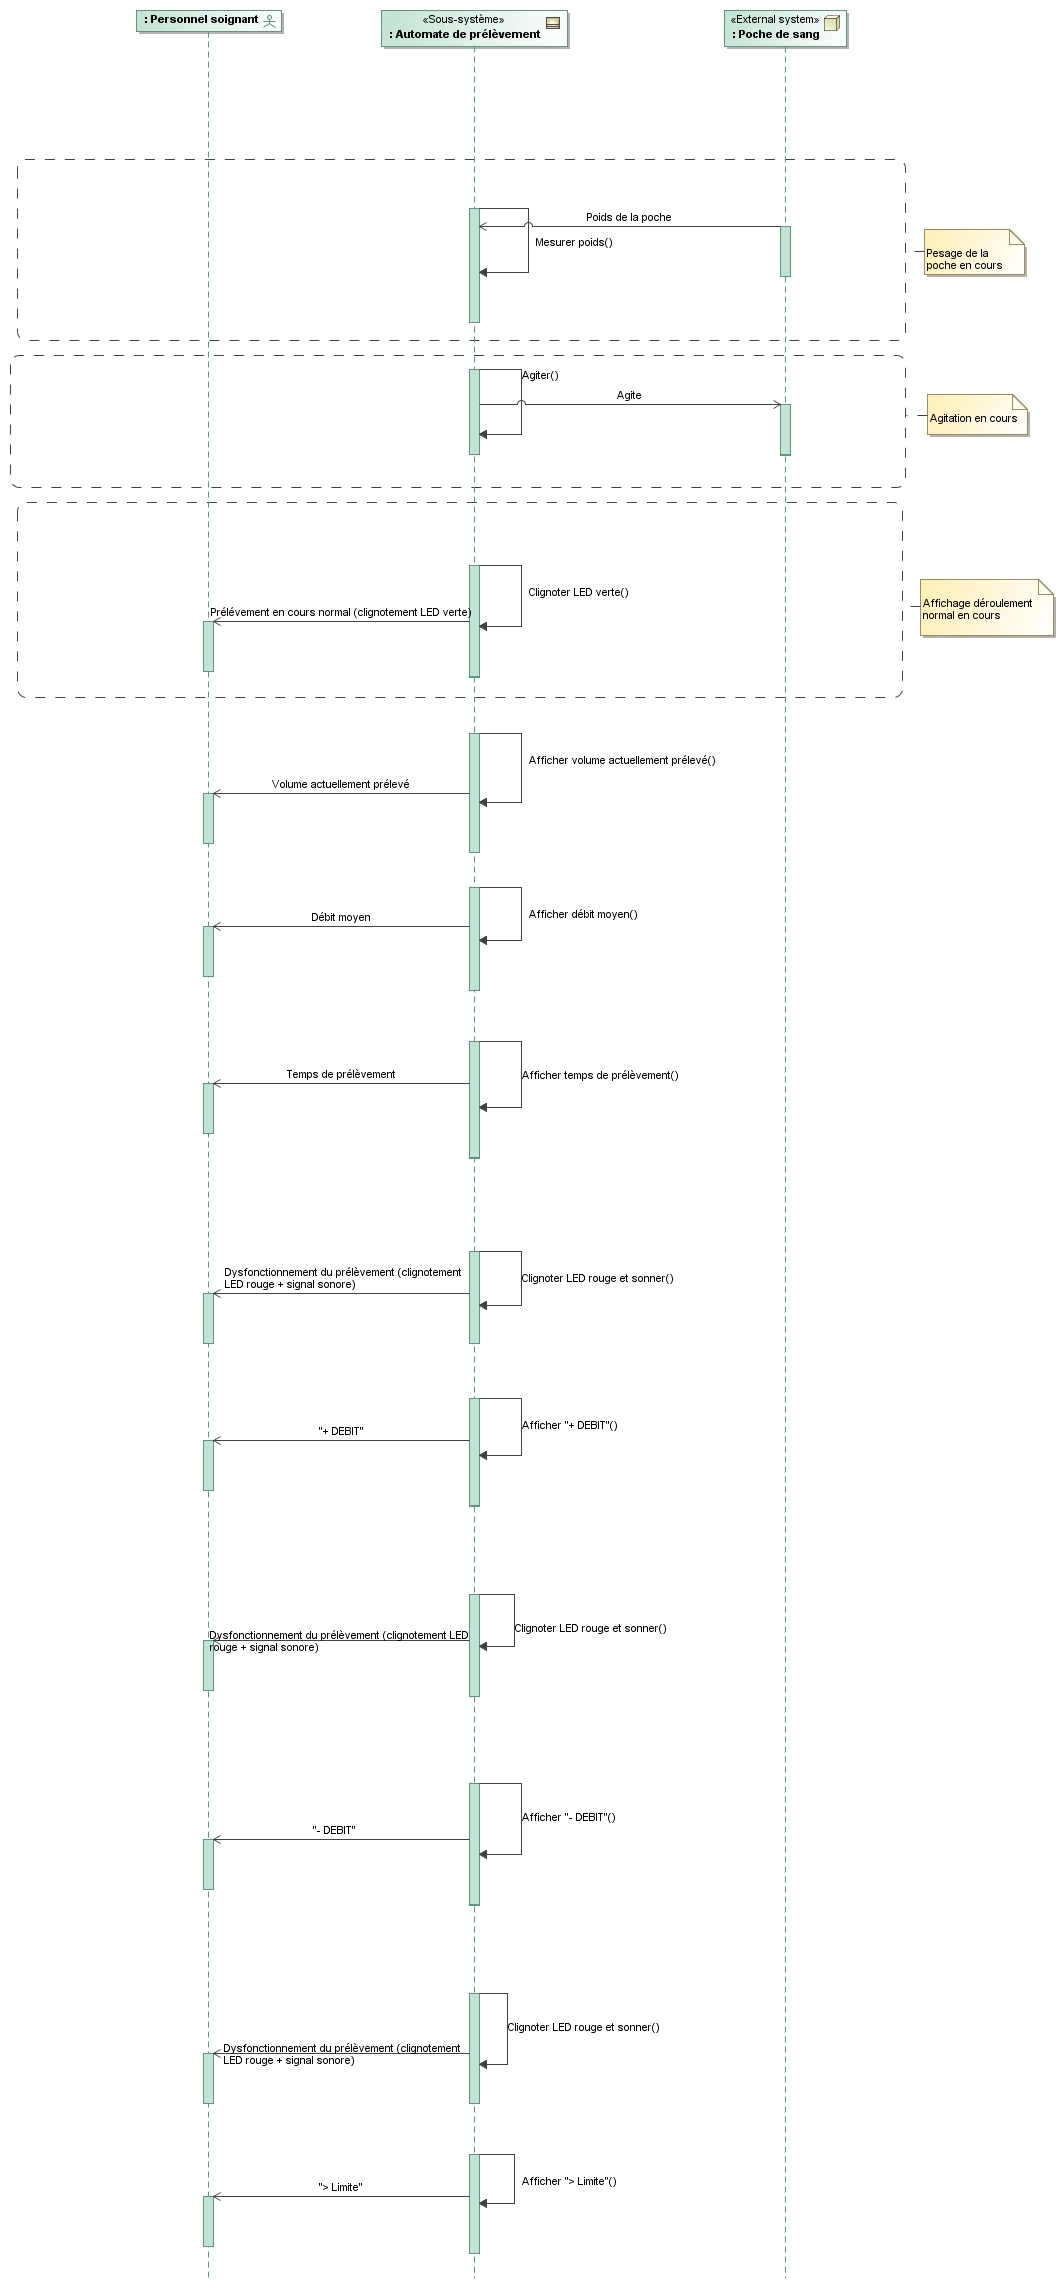 : Personnel soignant
«Sous-système»
: Automate de prélèvement
«External system»
: Poche de sang
Poids de la poche
Mesurer poids()
Pesage de la
poche en cours
Agiter()
Agite
Agitation en cours
Clignoter LED verte()
Prélévement en cours normal (clignotement LED verte)
Affichage déroulement
normal en cours
Afficher volume actuellement prélevé()
Volume actuellement prélevé
Afficher débit moyen()
Débit moyen
Temps de prélèvement
Afficher temps de prélèvement()
Dysfonctionnement du prélèvement (clignotement
LED rouge + signal sonore)
Clignoter LED rouge et sonner()
Afficher "+ DEBIT"()
"+ DEBIT"
Clignoter LED rouge et sonner()
Dysfonctionnement du prélèvement (clignotement LED
rouge + signal sonore)
Afficher "- DEBIT"()
"- DEBIT"
Clignoter LED rouge et sonner()
Dysfonctionnement du prélèvement (clignotement
LED rouge + signal sonore)
Afficher "> Limite"()
"> Limite"